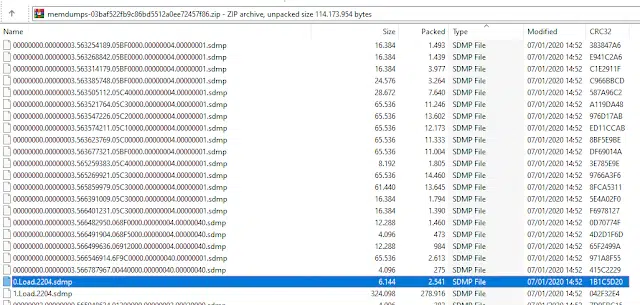 memdumps-03baf522fb9c86bd5512a0ee72457f86.zip - ZIP archive, unpacked size 114.173.954 bytes
Name Size Packed Type Modified CRC32
00000000.00000003.563254189.05BF0000.00000004.00000001.sdmp 16.384 1.493 SDMP File 07/01/2020 14:52 383847A6
00000000.00000003.563268842.05BE0000.00000004.00000001.sdmp 16.384 1.439 SDMP File 07/01/2020 14:52 E941C2A6
00000000.00000003.563314179.05BF0000.00000004.00000001.sdmp 16.384 3.977 SDMP File 07/01/2020 14:52 C1E2911F
00000000.00000003.563385748.05BF0000.00000004.00000001.sdmp 24.576 3.264 SDMP File 07/01/2020 14:52 C966BBCD
00000000.00000003.563505112.05C40000.00000004.00000001.sdmp 28.672 7.640 SDMP File 07/01/2020 14:52 587A96C2
00000000.00000003.563521764.05C30000.00000004.00000001.sdmp 65.536 11.246 SDMP File 07/01/2020 14:52 A119DA48
00000000.00000003.563547226.05C20000.00000004.00000001.sdmp 65.536 13.602 SDMP File 07/01/2020 14:52 976D17AB
00000000.00000003.563574211.05C10000.00000004.00000001.sdmp 65.536 12.173 SDMP File 07/01/2020 14:52 ED11CCAB
00000000.00000003.563623769.05C00000.00000004.00000001.sdmp 65.536 11.333 SDMP File 07/01/2020 14:52 8BF5E9BE
00000000.00000003.563677321.05BF0000.00000004.00000001.sdmp 65.536 11.004 SDMP File 07/01/2020 14:52 DF69014A
00000000.00000003.565259383.05C40000.00000004.00000001.sdmp 8.192 1.805 SDMP File 07/01/2020 14:52 3E785E9E
00000000.00000003.565269921.05C30000.00000004.00000001.sdmp 65.536 14.460 SDMP File 07/01/2020 14:52 9766A3F6
00000000.00000003.565859979.05C30000.00000004.00000001.sdmp 61.440 13.645 SDMP File 07/01/2020 14:52 8FCA5311
00000000.00000003.566391009.05C30000.00000004.00000001.sdmp 16.384 1.794 SDMP File 07/01/2020 14:52 5E4A02F0
00000000.00000003.566401231.05C30000.00000004.00000001.sdmp 16.384 1.390 SDMP File 07/01/2020 14:52 F6978127
00000000.00000003.566482950.068F0000.00000004.00000040.sdmp 12.288 1.460 SDMP File 07/01/2020 14:52 0D70774F
00000000.00000003.566491904.068F5000.00000004.00000040.sdmp 4.096 473 SDMP File 07/01/2020 14:52 4D2D1F6D
00000000.00000003.566499636.06912000.00000004.00000040.sdmp 12.288 984 SDMP File 07/01/2020 14:52 65F2499A
00000000.00000003.566546914.6F9C0000.00000004.00000040.sdmp 65.536 2.613 SDMP File 07/01/2020 14:52 971A8F55
00000000.00000003.566787967.00440000.00000040.00000040.sdmp 4.096 275 SDMP File 07/01/2020 14:52 415C2229
0.Load.2204.sdmp 6.144 2.541 SDMP File 07/01/2020 14:52 1B1C5D20
1.Load.2204.sdmp 324.098 278.916 SDMP File 07/01/2020 14:52 042F32E4